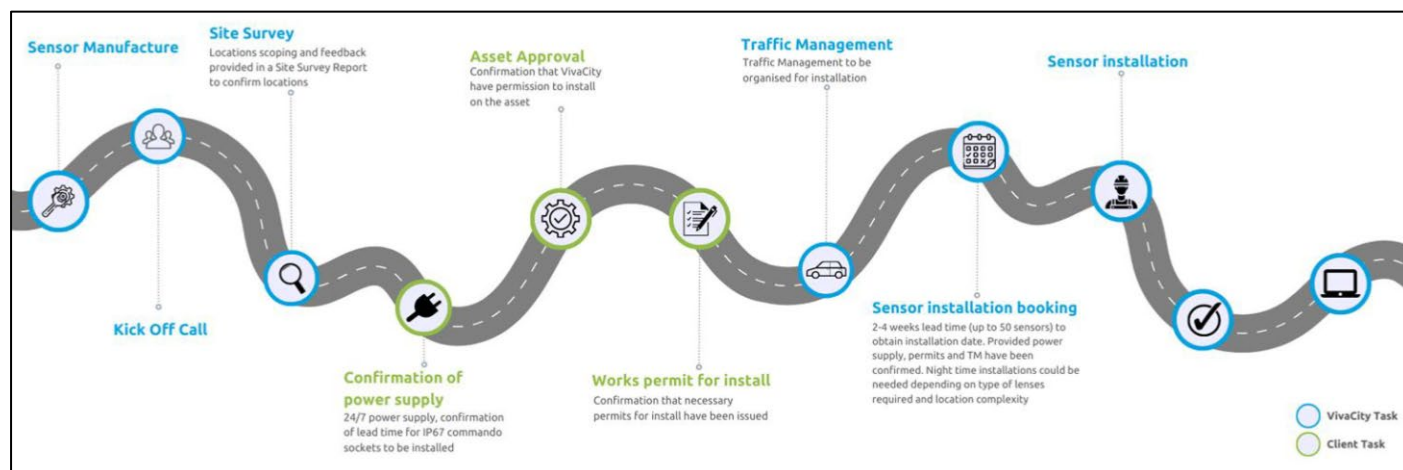 Sensor Manufacture
Site Survey
Locations scoping and feedback
provided in a Site Survey Report
to confirm locations
Kick Off Call
Confirmation of
power supply
24/7 power supply, confirmation
of lead time for IP67 commando
sockets to be installed
Asset Approval
Confirmation that VivaCity
have permission to install
on the asset
Works permit for install
Confirmation that necessary
permits for install have been issued
Traffic Management
Traffic Management to be
organised for installation
Sensor installation booking
2-4 weeks lead time (up to 50 sensors) to
obtain installation date. Provided power
supply, permits and TM have been
confirmed. Night time installations could be
needed depending on type of lenses
required and location complexity
Sensor installation
VivaCity Task
Client Task